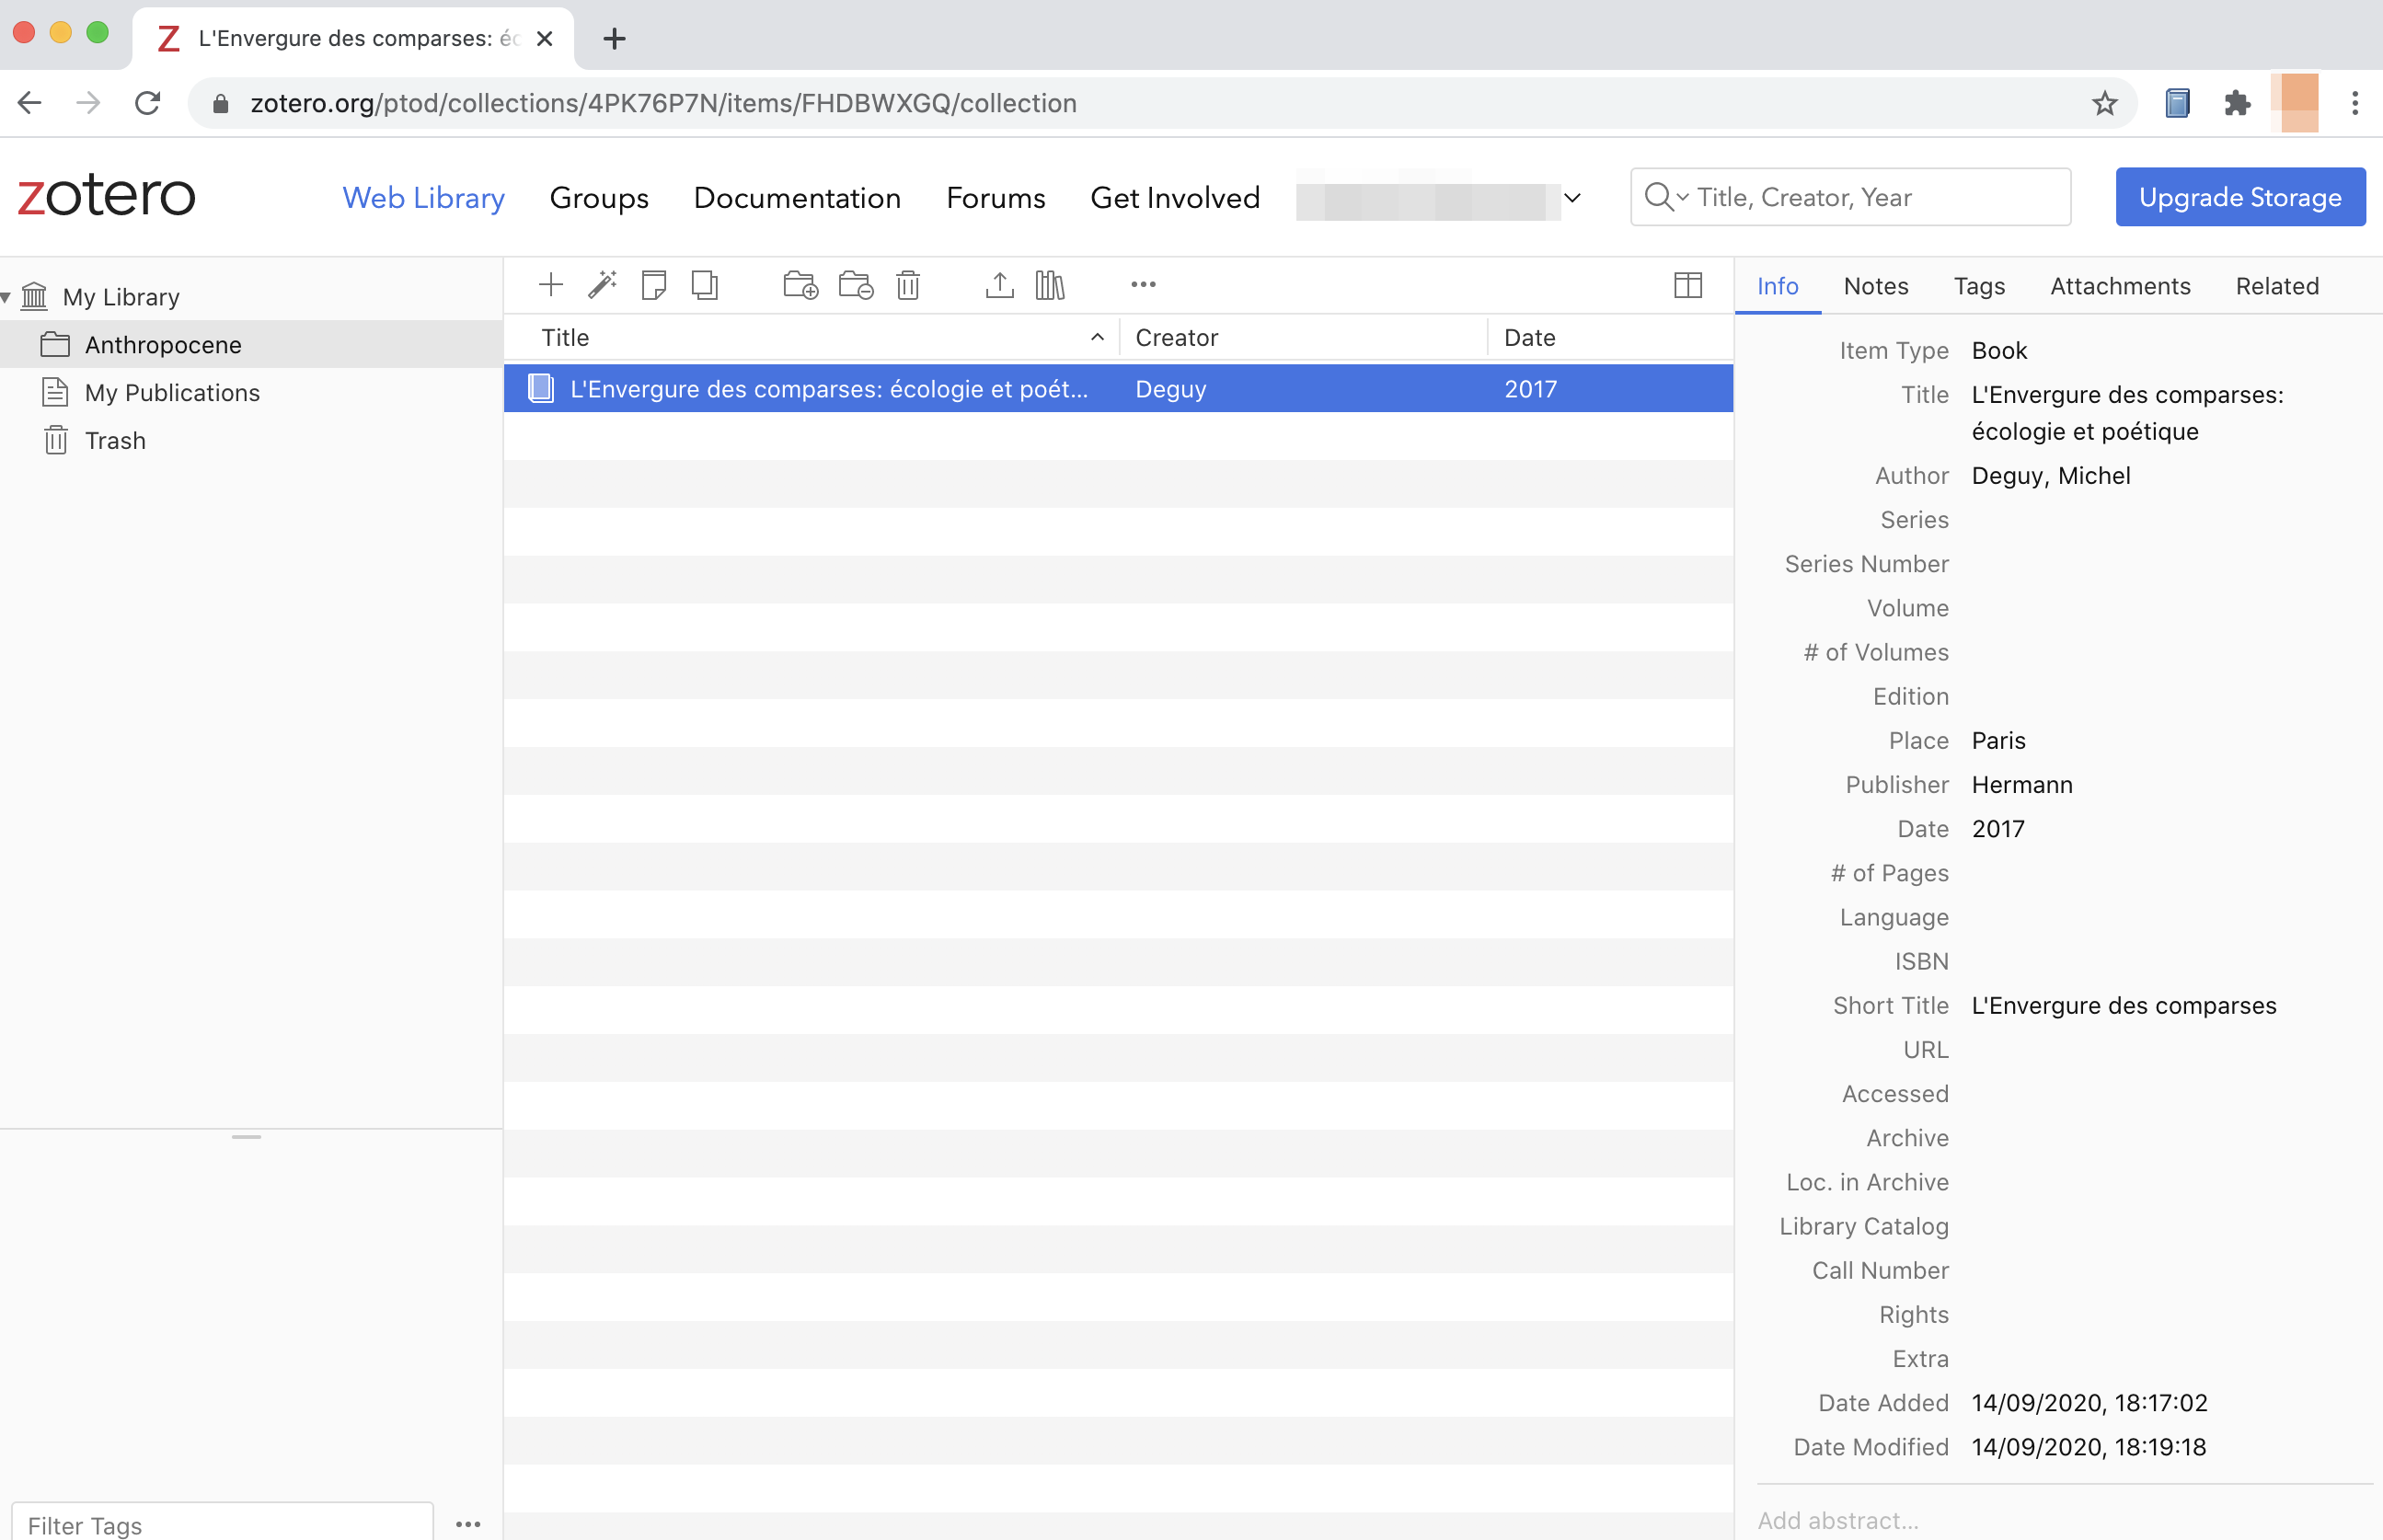 L'Envergure des comparses: éc
zotero.org/ptod/collections/4PK76P7N/items/FHDBWXGQ/collection
zotero
Web Library
Groups
Documentation
Forums
Get Involved
Title, Creator, Year
Upgrade Storage
My Library
Anthropocene
My Publications
Trash
Filter Tags
Title
Creator
Date
L'Envergure des comparses: écologie et poét...
Deguy
2017
Info
Notes
Tags
Attachments
Related
Item Type Book
Title L'Envergure des comparses:
écologie et poétique
Author Deguy, Michel
Series
Series Number
Volume
# of Volumes
Edition
Place Paris
Publisher Hermann
Date 2017
# of Pages
Language
ISBN
Short Title L'Envergure des comparses
URL
Accessed
Archive
Loc. in Archive
Library Catalog
Call Number
Rights
Extra
Date Added 14/09/2020, 18:17:02
Date Modified 14/09/2020, 18:19:18
Add abstract...